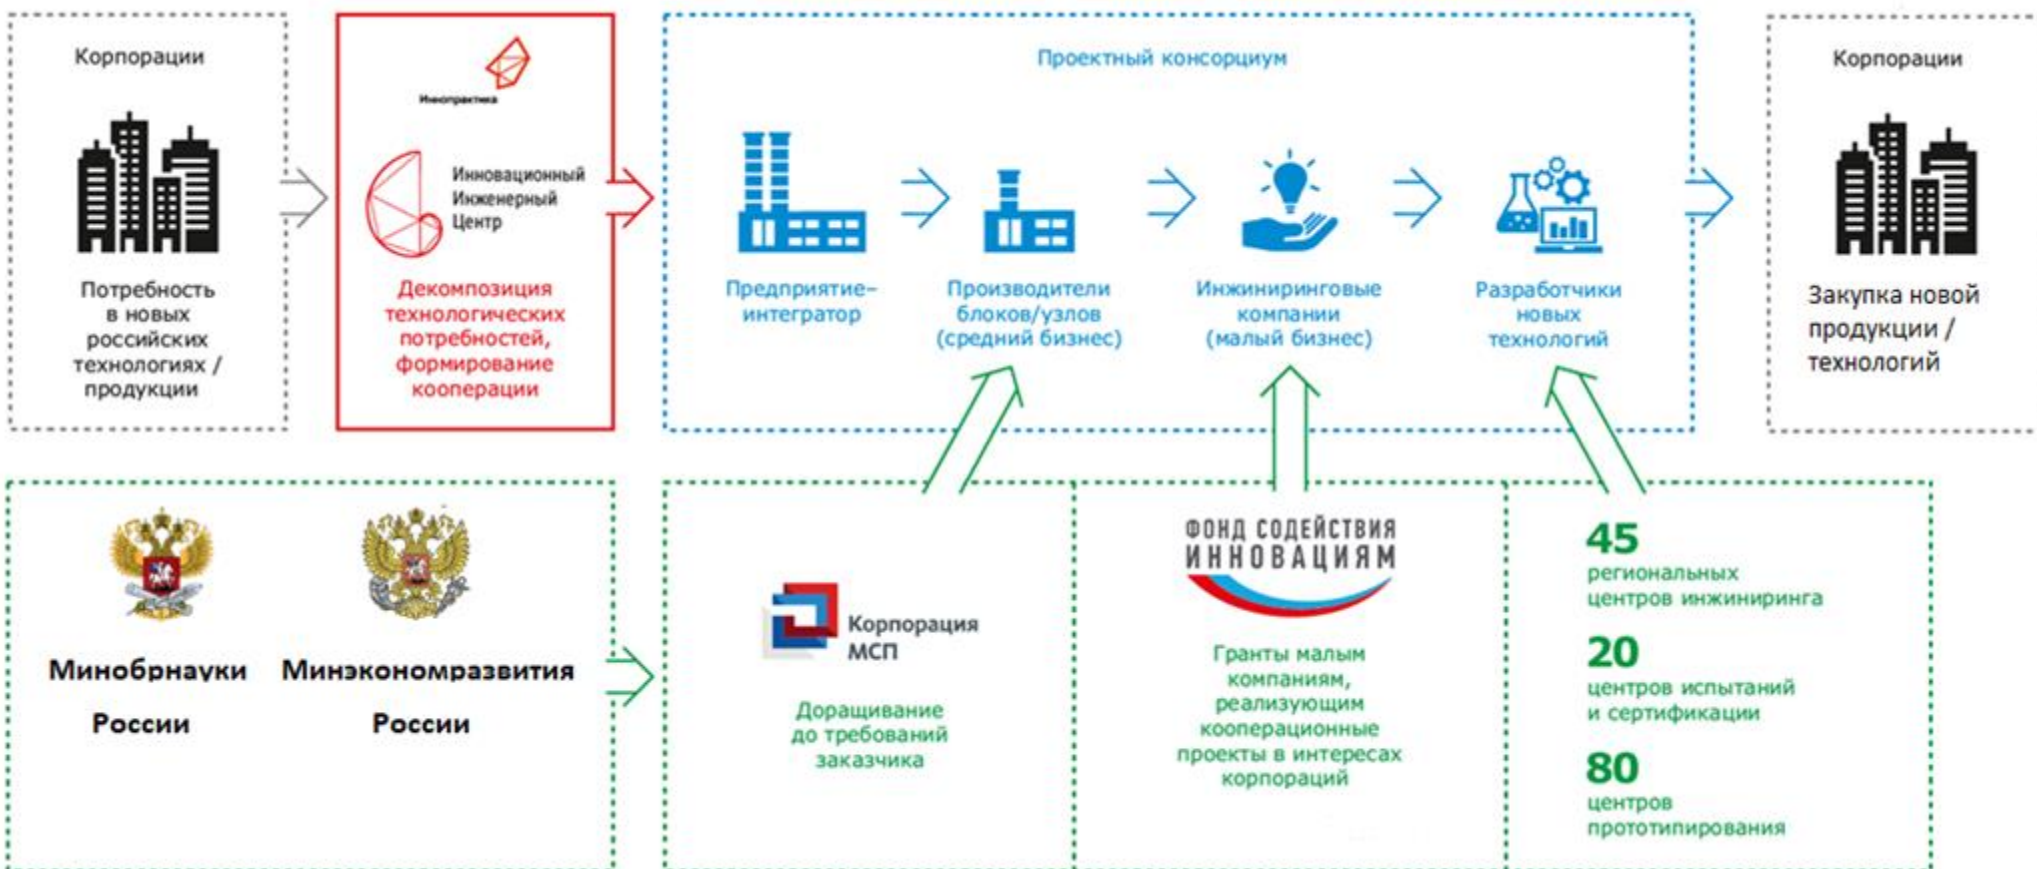 Корпорации
Потребность
в новых
российских
технологиях /
продукции
Иннопрактика
Инновационный
Инженерный
Центр
Декомпозиция
технологических
потребностей,
формирование
кооперации
Проектный консорциум
Предприятие–
интегратор
Производители
блоков/узлов
(средний бизнес)
Инжиниринговые
компании
(малый бизнес)
Разработчики
новых
технологий
Корпорации
Закупка новой
продукции /
технологий
Минобрнауки
России
Минэкономразвития
России
Корпорация
МСП
Доращивание
до требований
заказчика
ФОНД СОДЕЙСТВИЯ
ИННОВАЦИЯМ
Гранты малым
компаниям,
реализующим
кооперационные
проекты в интересах
корпораций
45
региональных
центров инжиниринга
20
центров испытаний
и сертификации
80
центров
прототипирования